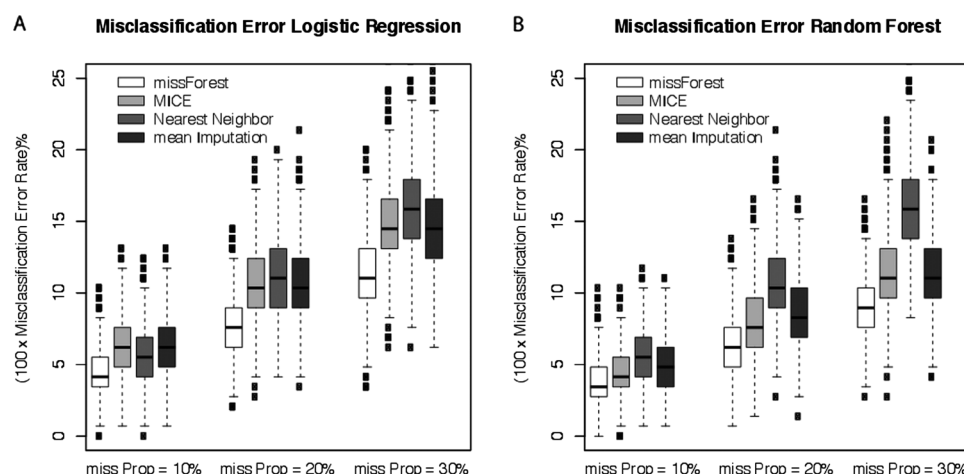 A
Misclassification Error Logistic Regression
(100 x Misclassification Error Rate)%
25
20
15
10
5
0
missForest
MICE
Nearest Neighbor
mean Imputation
miss Prop = 10%
miss Prop = 20%
miss Prop = 30%
B
Misclassification Error Random Forest
(100 x Misclassification Error Rate)%
25
20
15
10
5
0
missForest
MICE
Nearest Neighbor
mean Imputation
miss Prop = 10%
miss Prop = 20%
miss Prop = 30%